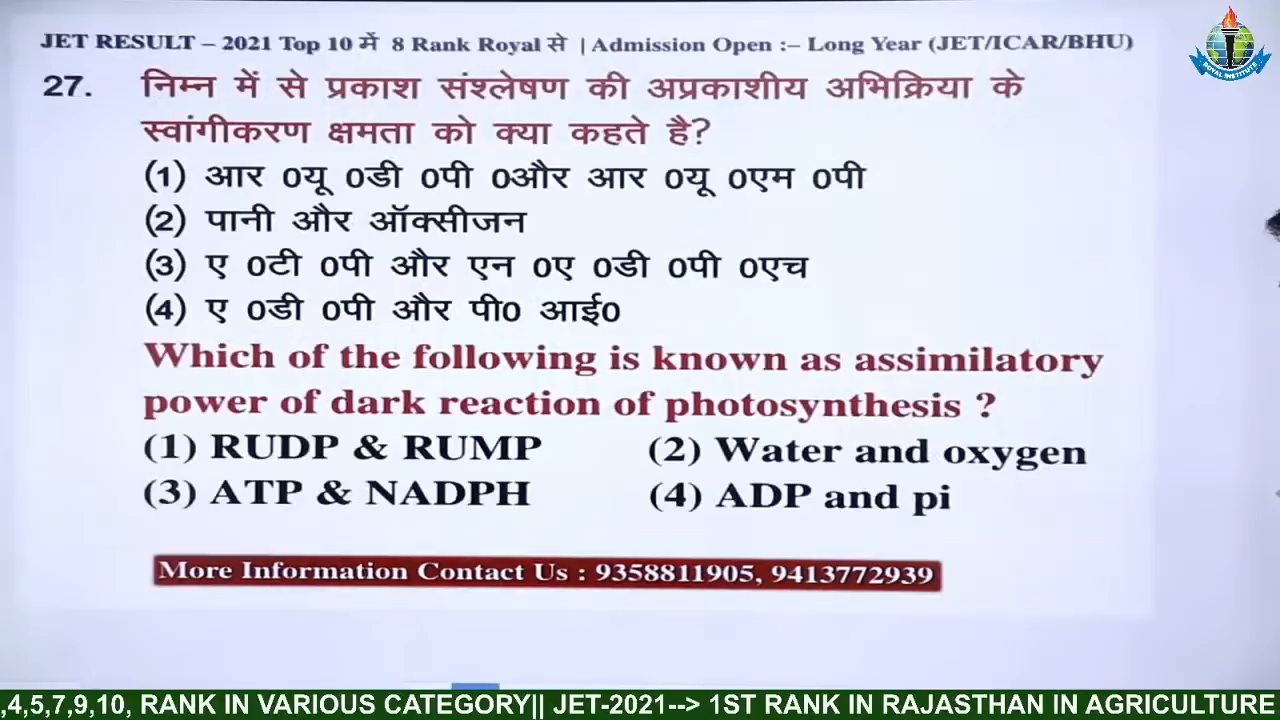 JET RESULT – 2021 Top 10 में 8 Rank Royal से | Admission Open :– Long Year (JET/ICAR/BHU)
ROYAL INSTITUTE
27. निम्न में से प्रकाश संश्लेषण की अप्रकाशीय अभिक्रिया के
स्वांगीकरण क्षमता को क्या कहते है?
(1) आर 0यू 0डी 0पी 0और आर 0यू 0एम 0पी
(2) पानी और ऑक्सीजन
(3) ए 0टी 0पी और एन 0ए 0डी 0पी 0एच
(4) ए 0डी 0पी और पी0 आई0
Which of the following is known as assimilatory
power of dark reaction of photosynthesis ?
(1) RUDP & RUMP (2) Water and oxygen
(3) ATP & NADPH (4) ADP and pi
More Information Contact Us : 9358811905, 9413772939
,4,5,7,9,10, RANK IN VARIOUS CATEGORY|| JET-2021--> 1ST RANK IN RAJASTHAN IN AGRICULTURE